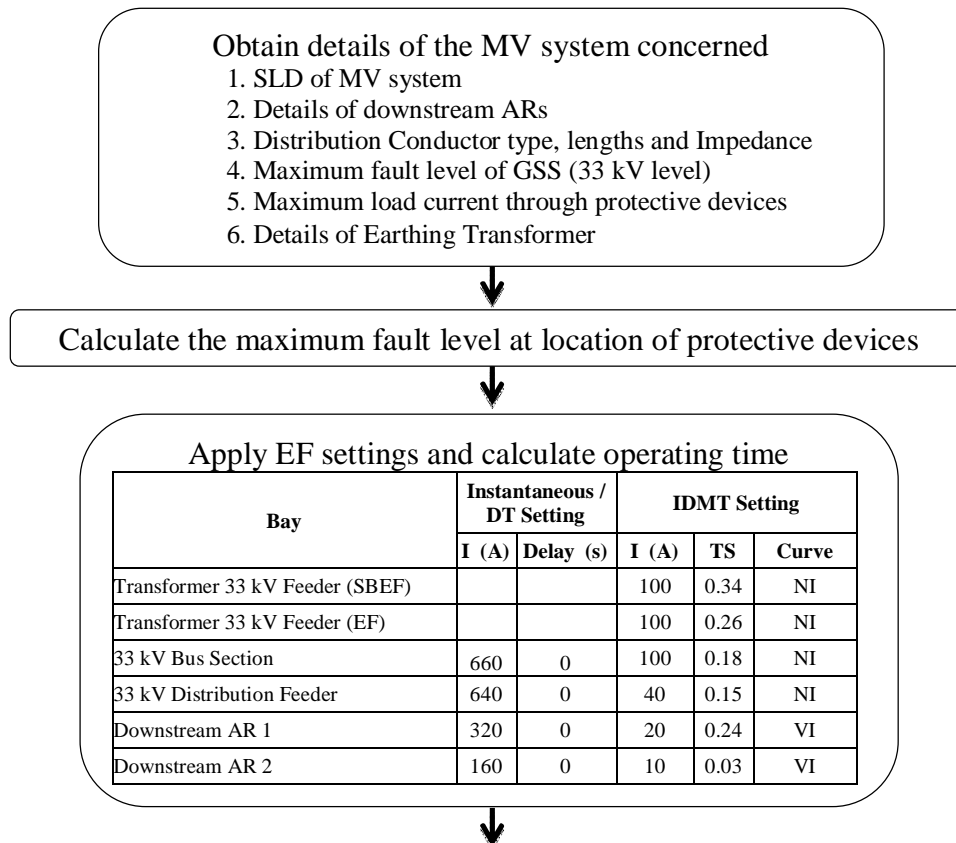 Obtain details of the MV system concerned
1. SLD of MV system
2. Details of downstream ARs
3. Distribution Conductor type, lengths and Impedance
4. Maximum fault level of GSS (33 kV level)
5. Maximum load current through protective devices
6. Details of Earthing Transformer
Calculate the maximum fault level at location of protective devices
Apply EF settings and calculate operating time
Bay Instantaneous / DT Setting IDMT Setting
I (A) Delay (s) I (A) TS Curve
Transformer 33 kV Feeder (SBEF) 100 0.34 NI
Transformer 33 kV Feeder (EF) 100 0.26 NI
33 kV Bus Section 660 0 100 0.18 NI
33 kV Distribution Feeder 640 0 40 0.15 NI
Downstream AR 1 320 0 20 0.24 VI
Downstream AR 2 160 0 10 0.03 VI